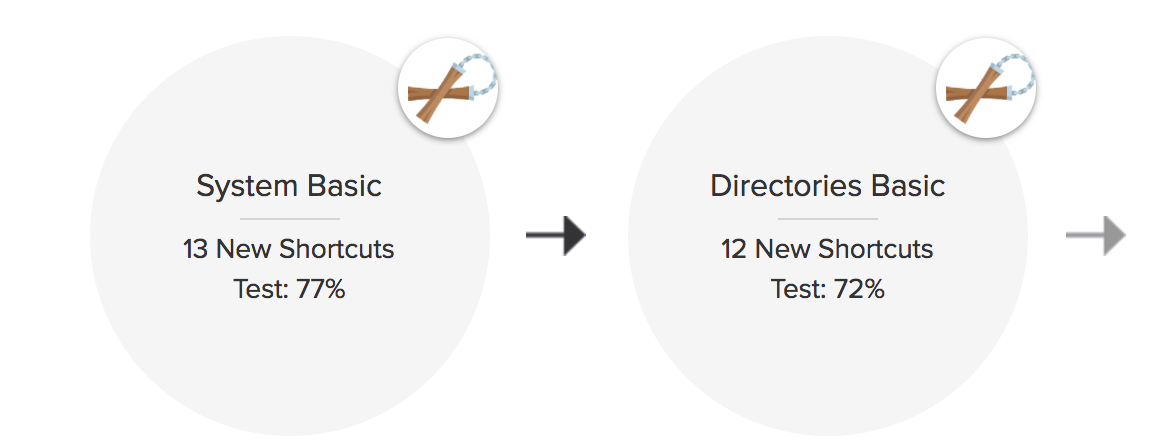 System Basic
13 New Shortcuts
Test: 77%
Directories Basic
12 New Shortcuts
Test: 72%